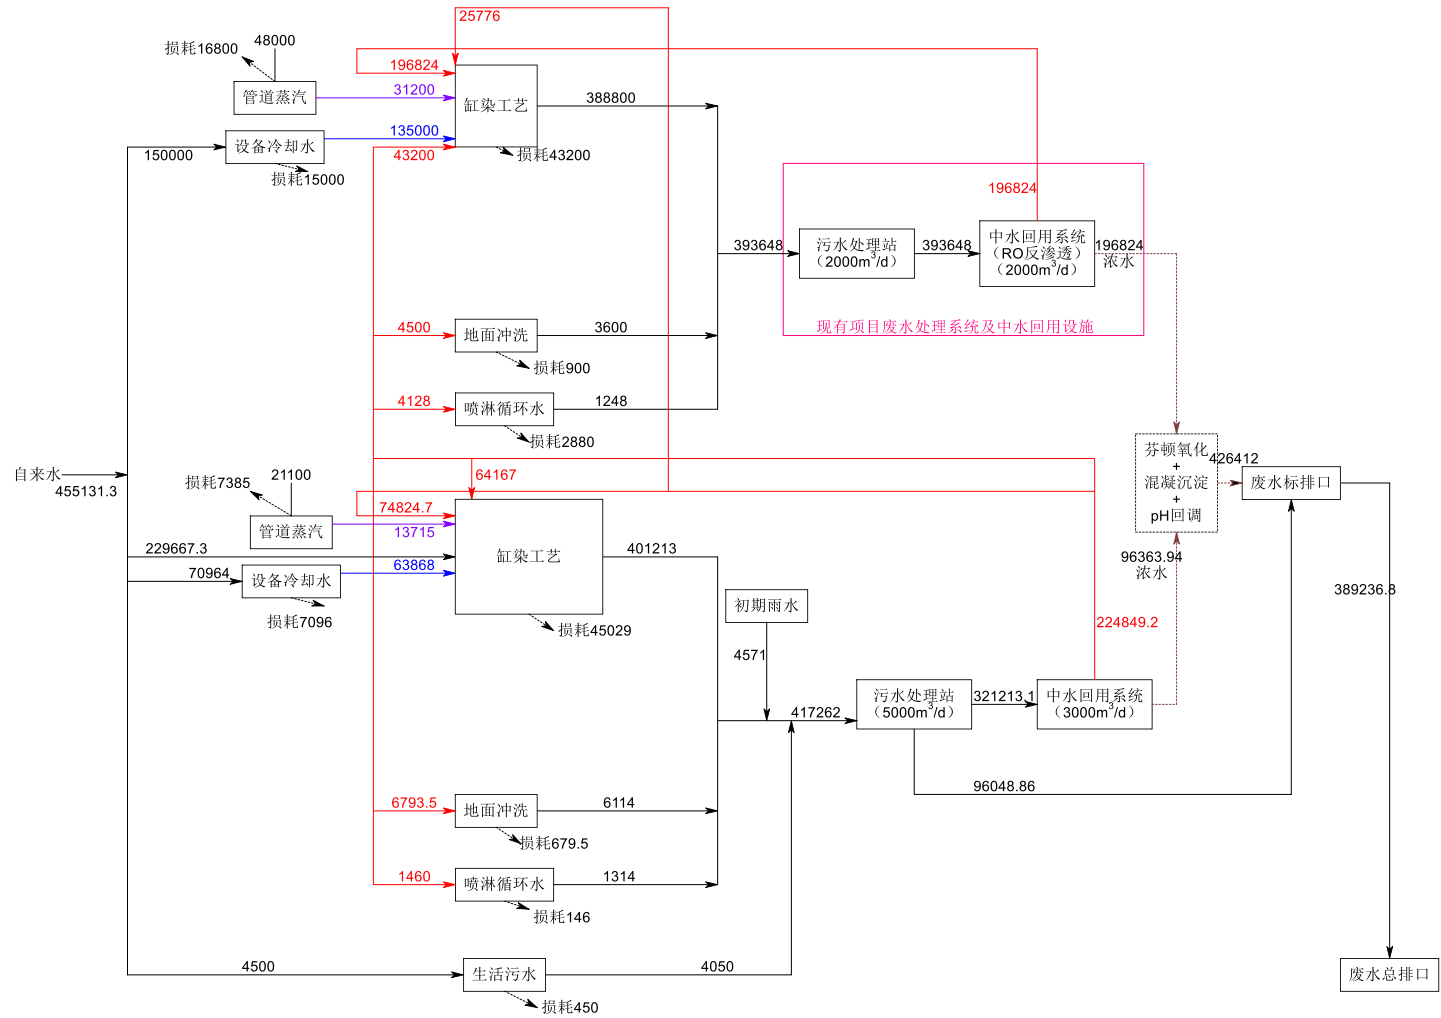 25776
48000
损耗16800
196824
管道蒸汽
31200
缸染工艺
388800
135000
设备冷却水
150000
43200
损耗43200
损耗15000
196824
393648
污水处理站
（2000m3/d）
393648
中水回用系统
（RO反渗透）
（2000m3/d）
196824
浓水
4500
地面冲洗
3600
现有项目废水处理系统及中水回用设施
损耗900
4128
喷淋循环水
1248
损耗2880
芬顿氧化
+
混凝沉淀
+
pH回调
426412
废水标排口
自来水
455131.3
21100
损耗7385
64167
74824.7
管道蒸汽
13715
229667.3
缸染工艺
401213
70964
设备冷却水
63868
损耗7096
损耗45029
96363.94
浓水
389236.8
初期雨水
224849.2
4571
417262
污水处理站
（5000m3/d）
321213.1
中水回用系统
（3000m3/d）
96048.86
6793.5
地面冲洗
6114
损耗679.5
1460
喷淋循环水
1314
损耗146
4500
生活污水
4050
损耗450
废水总排口